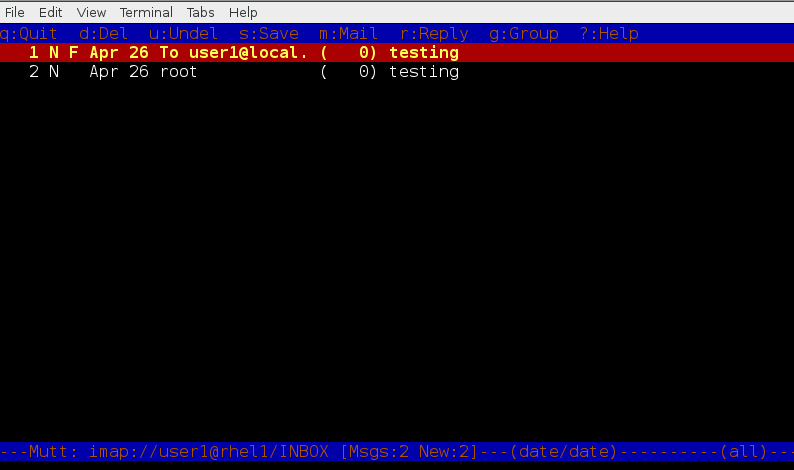 File Edit View Terminal Tabs Help
q:Quit  d:Del  u:Undel  s:Save  m:Mail  r:Reply  g:Group  ?:Help
   1 N F Apr 26 To user1@local. (   0) testing
   2 N   Apr 26 root            (   0) testing
---Mutt: imap://user1@rhel1/INBOX [Msgs:2 New:2]---(date/date)----------(all)---